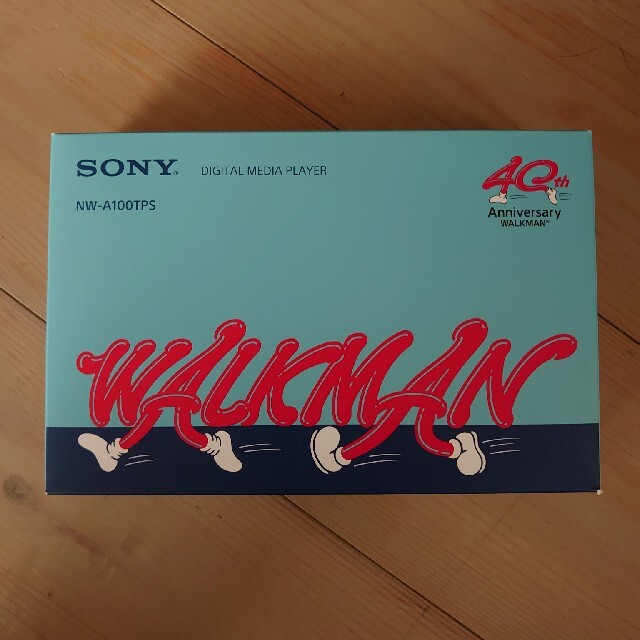 SONY® DIGITAL MEDIA PLAYER
NW-A100TPS
40th
Anniversary
WALKMAN®
WALKMAN